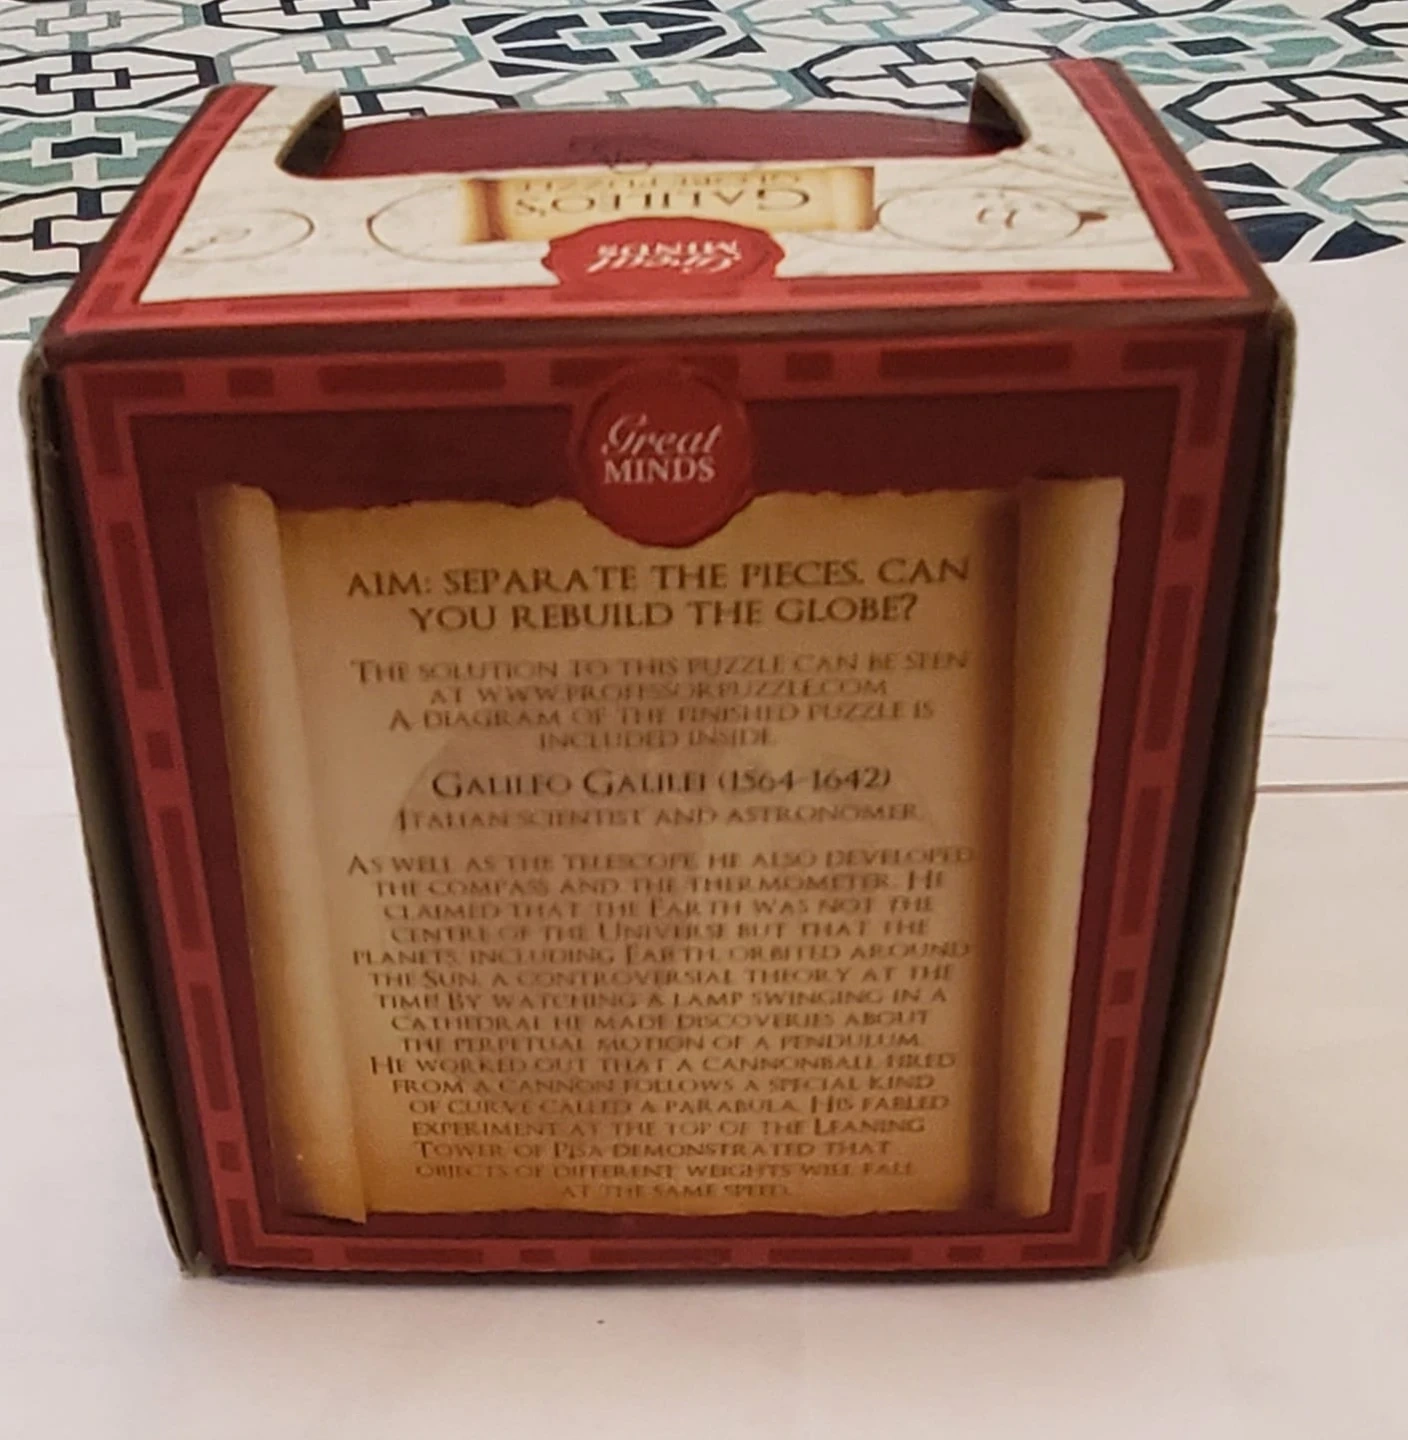 GALILEO'S
GLOBE PUZZLE
Great
MINDS
Great
MINDS
AIM: SEPARATE THE PIECES. CAN
YOU REBUILD THE GLOBE?
THE SOLUTION TO THIS PUZZLE CAN BE SEEN
AT WWW.PROFESSORPUZZLE.COM
A DIAGRAM OF THE FINISHED PUZZLE IS
INCLUDED INSIDE.
GALILEO GALILEI (1564-1642)
ITALIAN SCIENTIST AND ASTRONOMER.
AS WELL AS THE TELESCOPE HE ALSO DEVELOPED
THE COMPASS AND THE THERMOMETER. HE
CLAIMED THAT THE EARTH WAS NOT THE
CENTRE OF THE UNIVERSE BUT THAT THE
PLANETS, INCLUDING EARTH, ORBITED AROUND
THE SUN, A CONTROVERSIAL THEORY AT THE
TIME! BY WATCHING A LAMP SWINGING IN A
CATHEDRAL HE MADE DISCOVERIES ABOUT
THE PERPETUAL MOTION OF A PENDULUM.
HE WORKED OUT THAT A CANNONBALL FIRED
FROM A CANNON FOLLOWS A SPECIAL KIND
OF CURVE CALLED A PARABULA. HIS FABLED
EXPERIMENT AT THE TOP OF THE LEANING
TOWER OF PISA DEMONSTRATED THAT
OBJECTS OF DIFFERENT WEIGHTS WILL FALL
AT THE SAME SPEED.